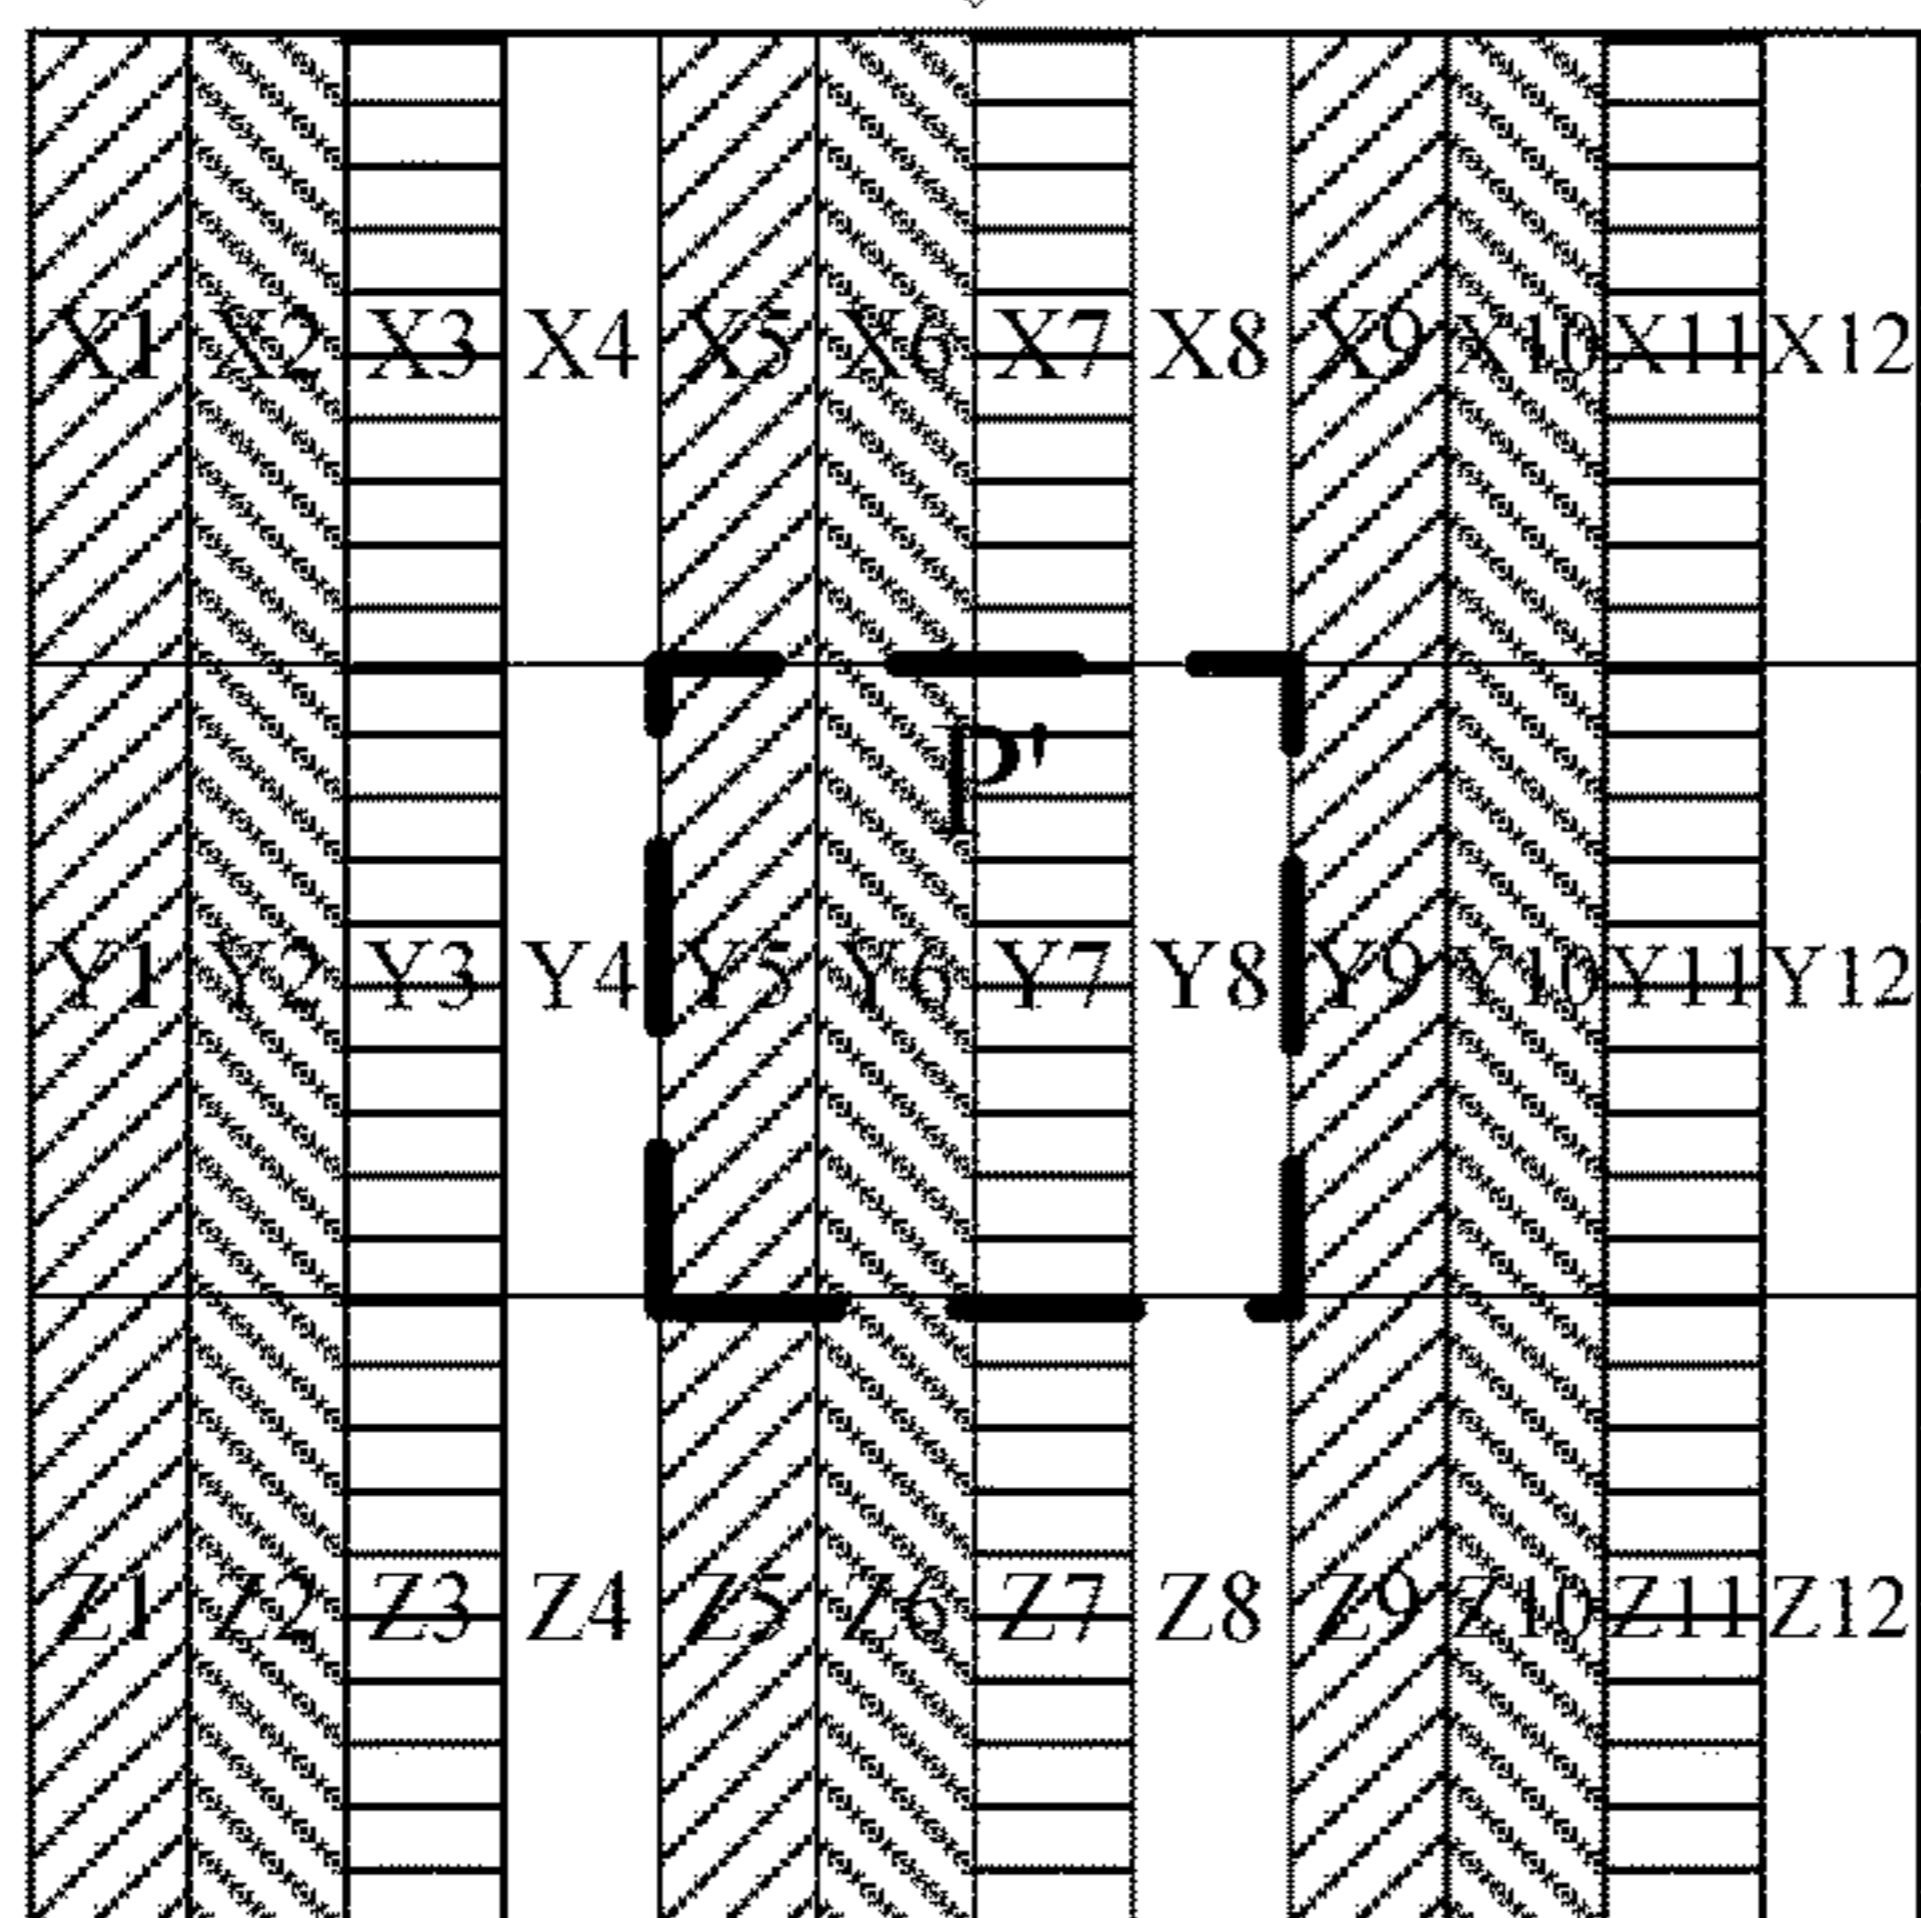 X1 X2 X3 X4 X5 X6 X7 X8 X9 X10 X11 X12
P'
Y1 Y2 Y3 Y4 Y5 Y6 Y7 Y8 Y9 Y10 Y11 Y12
Z1 Z2 Z3 Z4 Z5 Z6 Z7 Z8 Z9 Z10 Z11 Z12